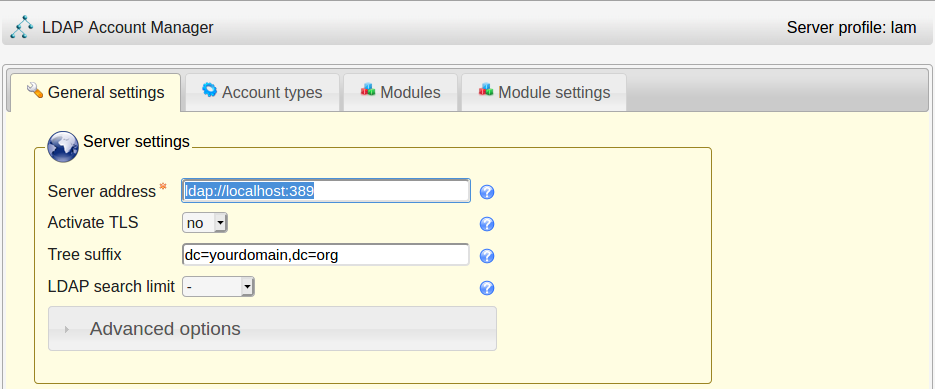 LDAP Account Manager
Server profile: lam
General settings
Account types
Modules
Module settings
Server settings
Server address* ldap://localhost:389
Activate TLS no
Tree suffix dc=yourdomain,dc=org
LDAP search limit -
Advanced options